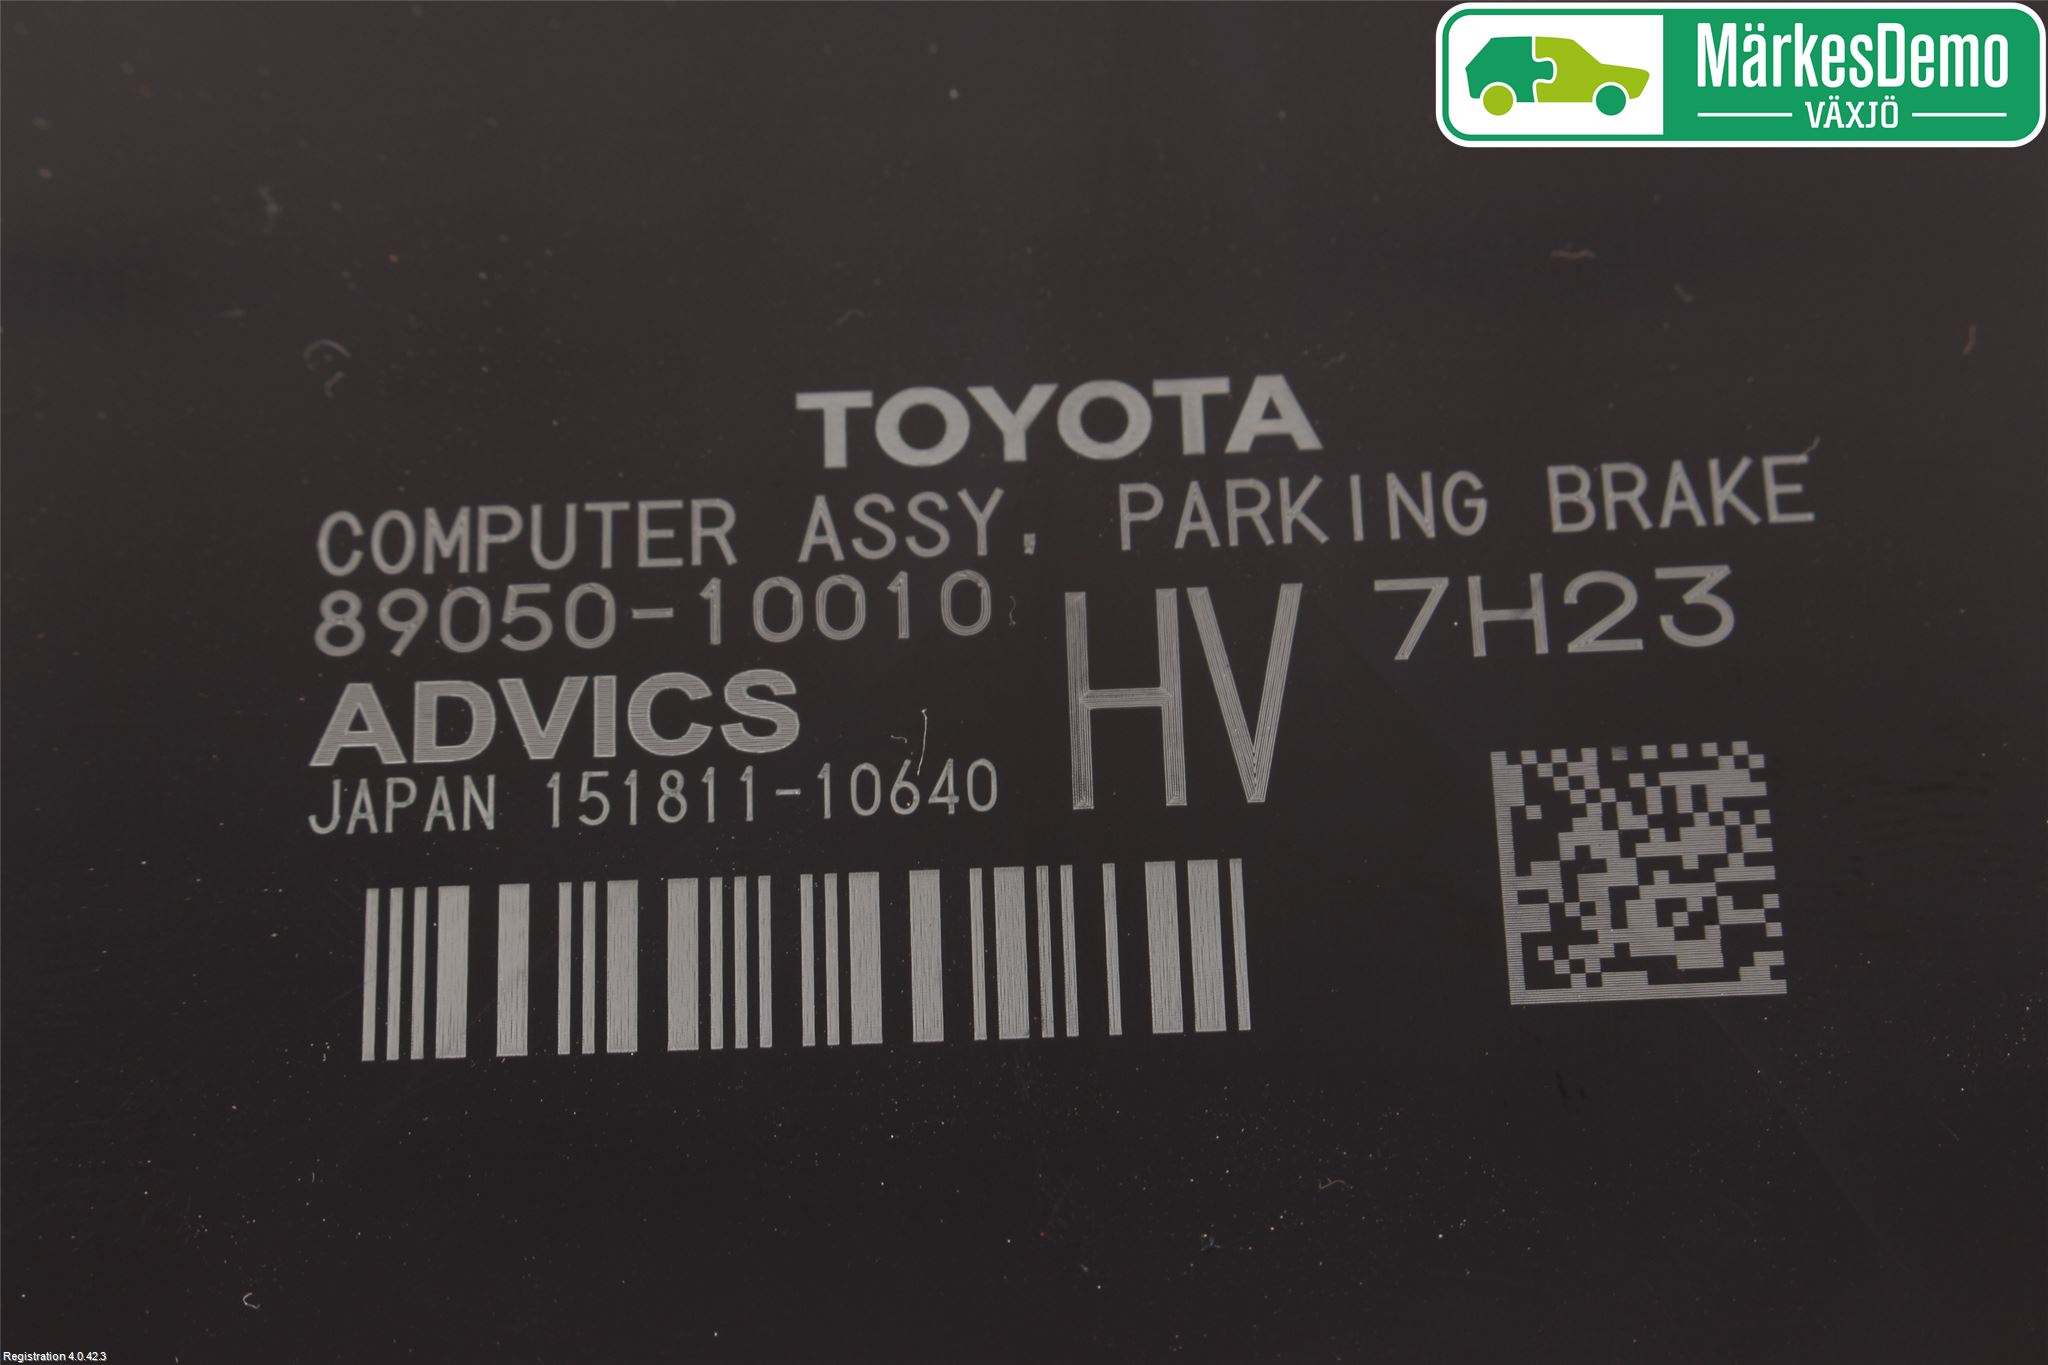 MärkesDemo
VÄXJÖ
TOYOTA
COMPUTER ASSY, PARKING BRAKE
89050-10010 HV 7H23
ADVICS
JAPAN 151811-10640
Registration 4.0.42.3